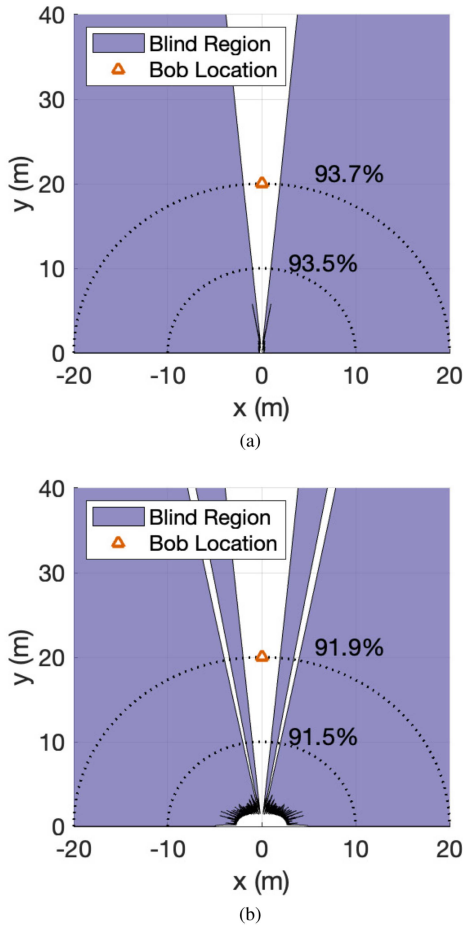 40
Blind Region
Bob Location
30
y (m)
93.7%
20
93.5%
10
0
-20 -10 0 10 20
x (m)
(a)
40
Blind Region
Bob Location
30
y (m)
91.9%
20
91.5%
10
0
-20 -10 0 10 20
x (m)
(b)